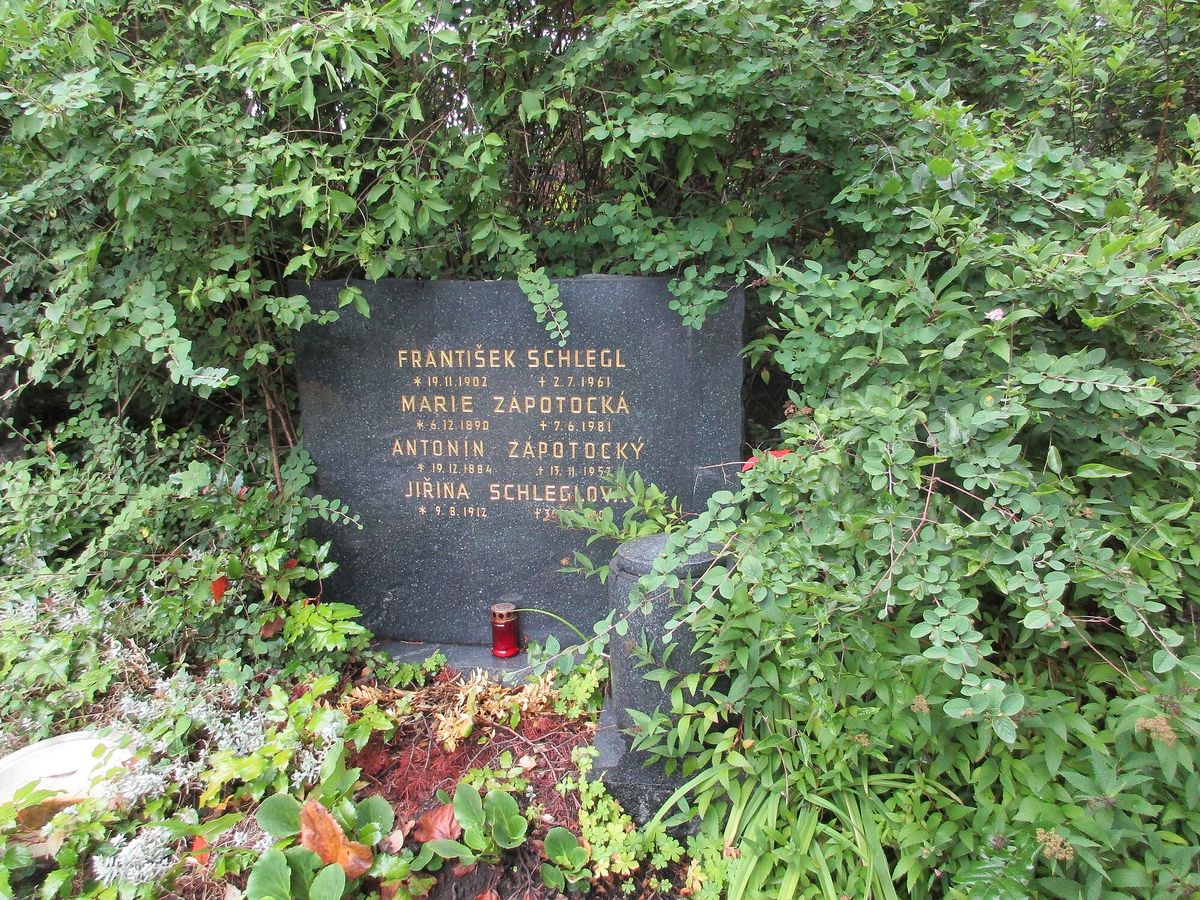 FRANTIŠEK SCHLEGL
* 19.11.1902 + 2.7.1961
MARIE ZÁPOTOCKÁ
* 6.12.1890 + 7.6.1981
ANTONÍN ZÁPOTOCKÝ
* 19.12.1884 + 13.11.1957
JIŘINA SCHLEGLOVÁ
* 9.8.1912